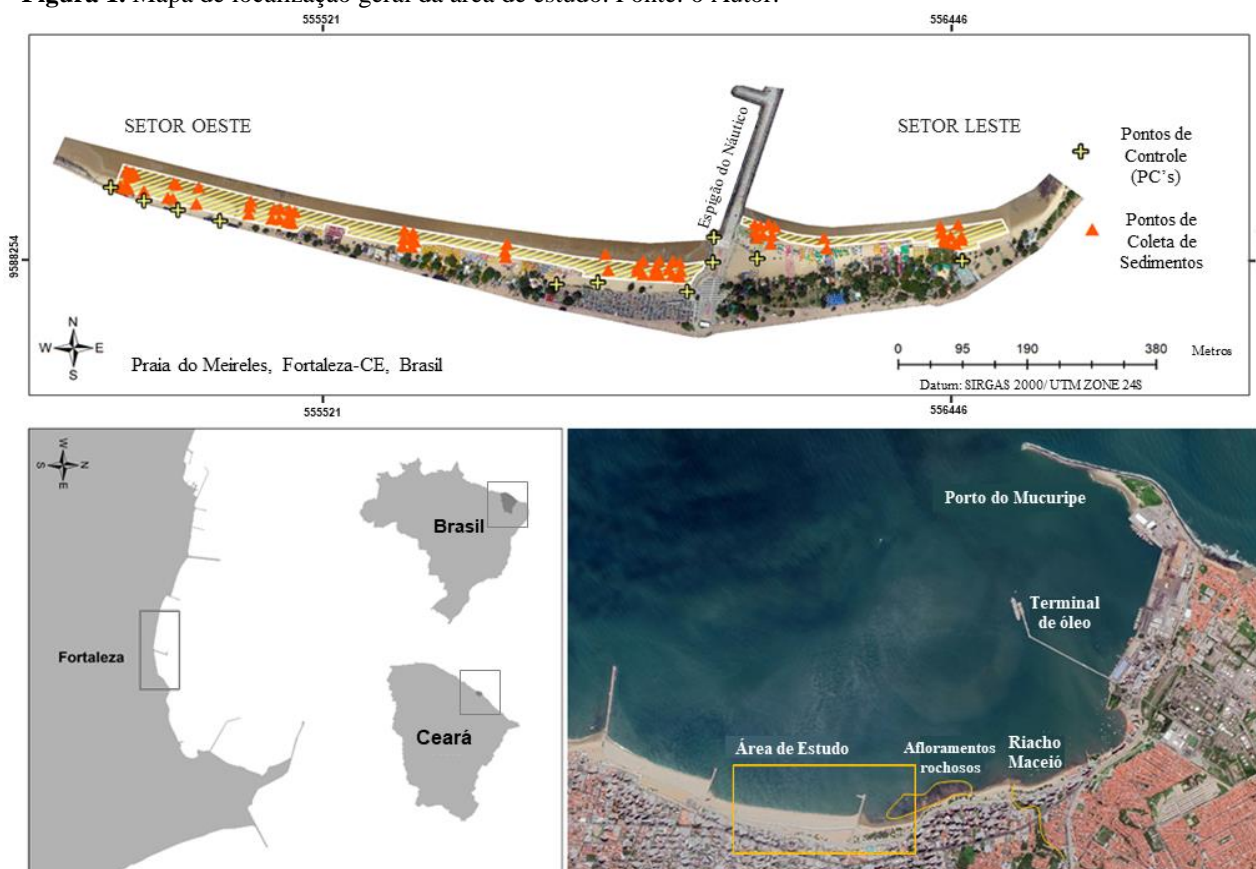 Figura 1. Mapa de localização geral da área de estudo. Fonte: o Autor.
555521
556446
SETOR OESTE
Espigão do Náutico
SETOR LESTE
Pontos de
Controle
(PC's)
Pontos de
Coleta de
Sedimentos
9588254
N
W E
S
Praia do Meireles, Fortaleza-CE, Brasil
0 95 190 380 Metros
Datum: SIRGAS 2000/ UTM ZONE 24S
555521
556446
W
S N
E
Fortaleza
Brasil
Ceará
Porto do Mucuripe
Terminal
de óleo
Área de Estudo
Afloramentos
rochosos
Riacho
Maceió